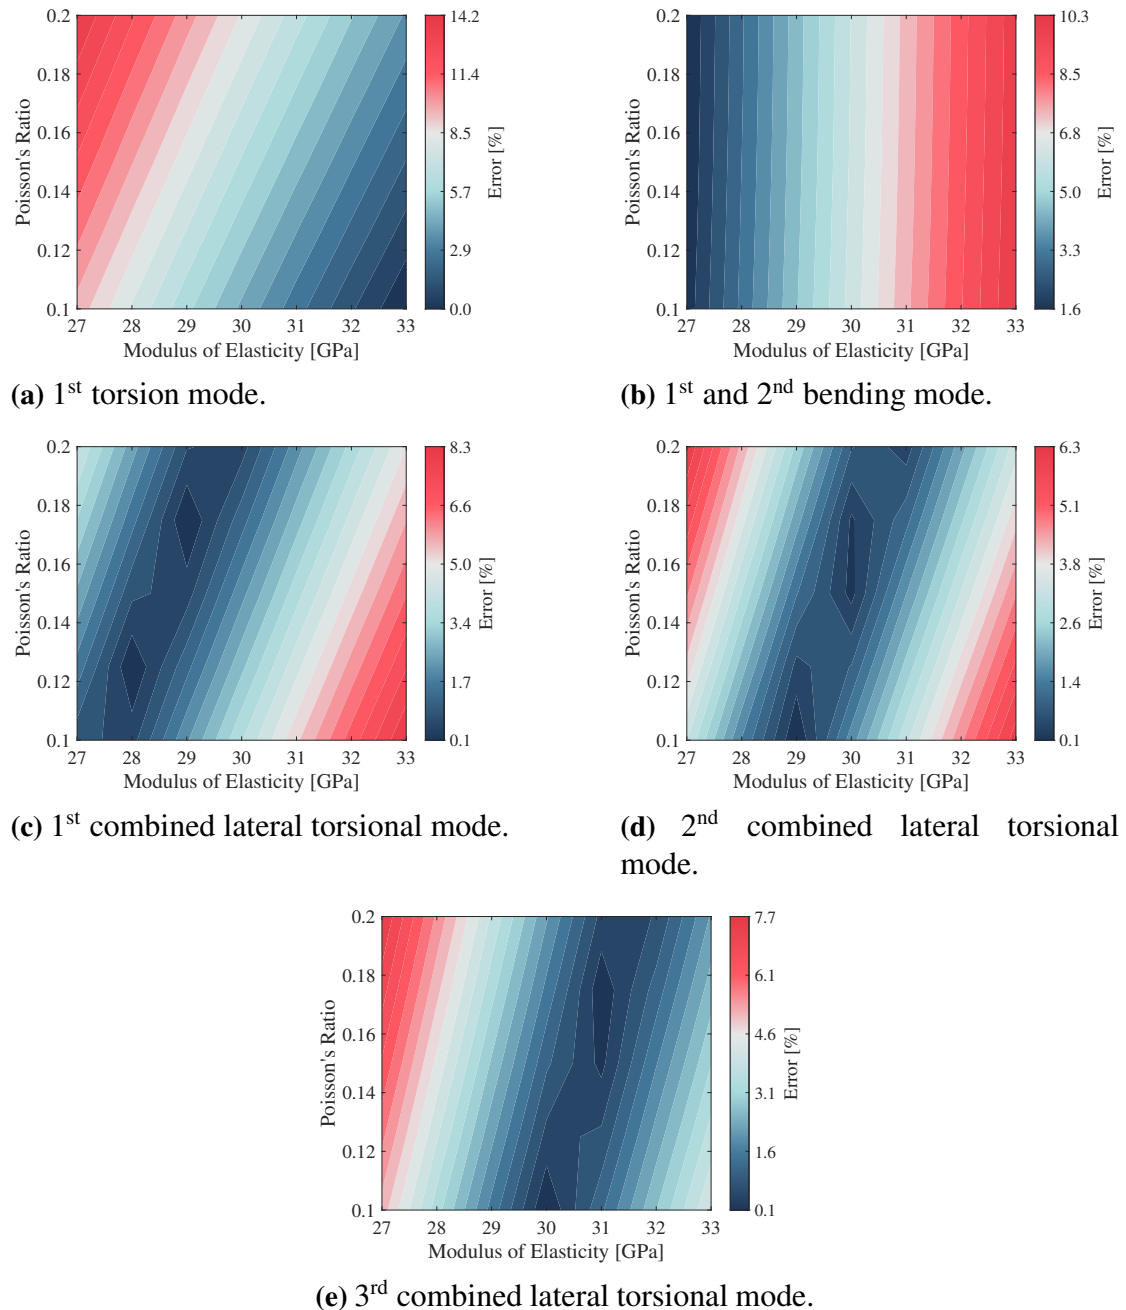 0.2
0.18
0.16
0.14
0.12
0.1
Poisson's Ratio
27 28 29 30 31 32 33
Modulus of Elasticity [GPa]
14.2
11.4
8.5
5.7
2.9
0.0
Error [%]
(a) 1st torsion mode.
0.2
0.18
0.16
0.14
0.12
0.1
Poisson's Ratio
27 28 29 30 31 32 33
Modulus of Elasticity [GPa]
10.3
8.5
6.8
5.0
3.3
1.6
Error [%]
(b) 1st and 2nd bending mode.
0.2
0.18
0.16
0.14
0.12
0.1
Poisson's Ratio
27 28 29 30 31 32 33
Modulus of Elasticity [GPa]
8.3
6.6
5.0
3.4
1.7
0.1
Error [%]
(c) 1st combined lateral torsional mode.
0.2
0.18
0.16
0.14
0.12
0.1
Poisson's Ratio
27 28 29 30 31 32 33
Modulus of Elasticity [GPa]
6.3
5.1
3.8
2.6
1.4
0.1
Error [%]
(d) 2nd combined lateral torsional
mode.
0.2
0.18
0.16
0.14
0.12
0.1
Poisson's Ratio
27 28 29 30 31 32 33
Modulus of Elasticity [GPa]
7.7
6.1
4.6
3.1
1.6
0.1
Error [%]
(e) 3rd combined lateral torsional mode.